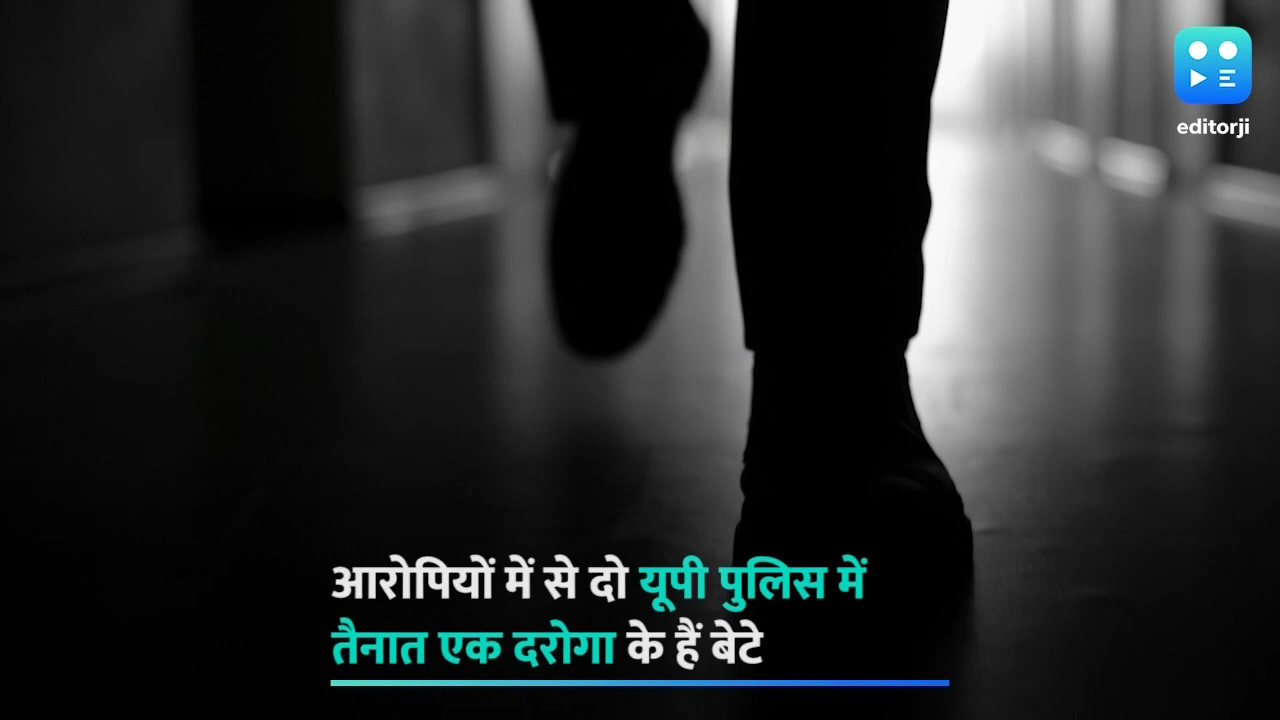 editorji
आरोपियों में से दो यूपी पुलिस में
तैनात एक दरोगा के हैं बेटे